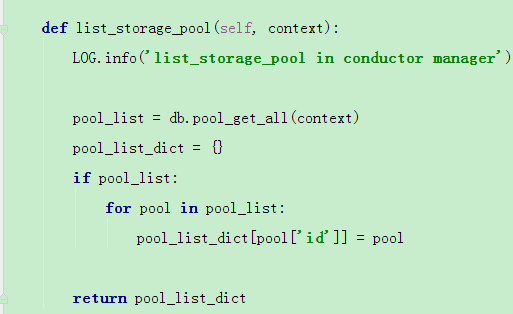 def list_storage_pool(self, context):
LOG.info('list_storage_pool in conductor manager')
pool_list = db.pool_get_all(context)
pool_list_dict = {}
if pool_list:
for pool in pool_list:
pool_list_dict[pool['id']] = pool
return pool_list_dict